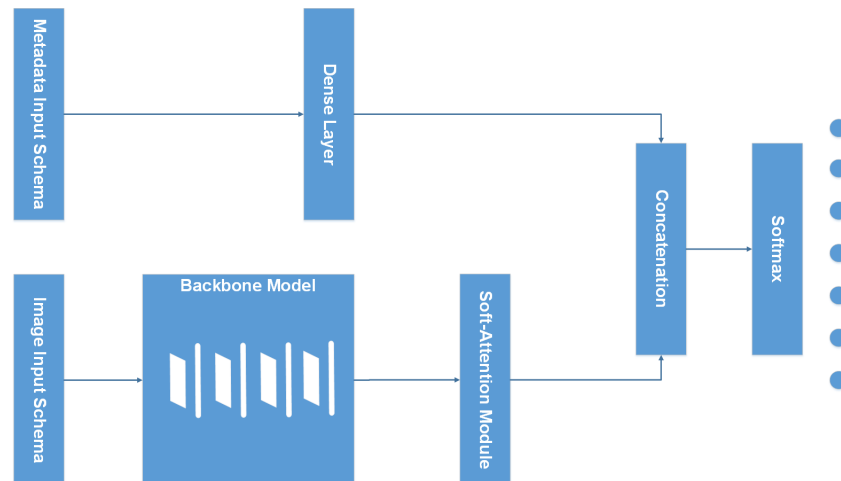 Metadata Input Schema
Dense Layer
Concatenation
Softmax
Image Input Schema
Backbone Model
Soft-Attention Module